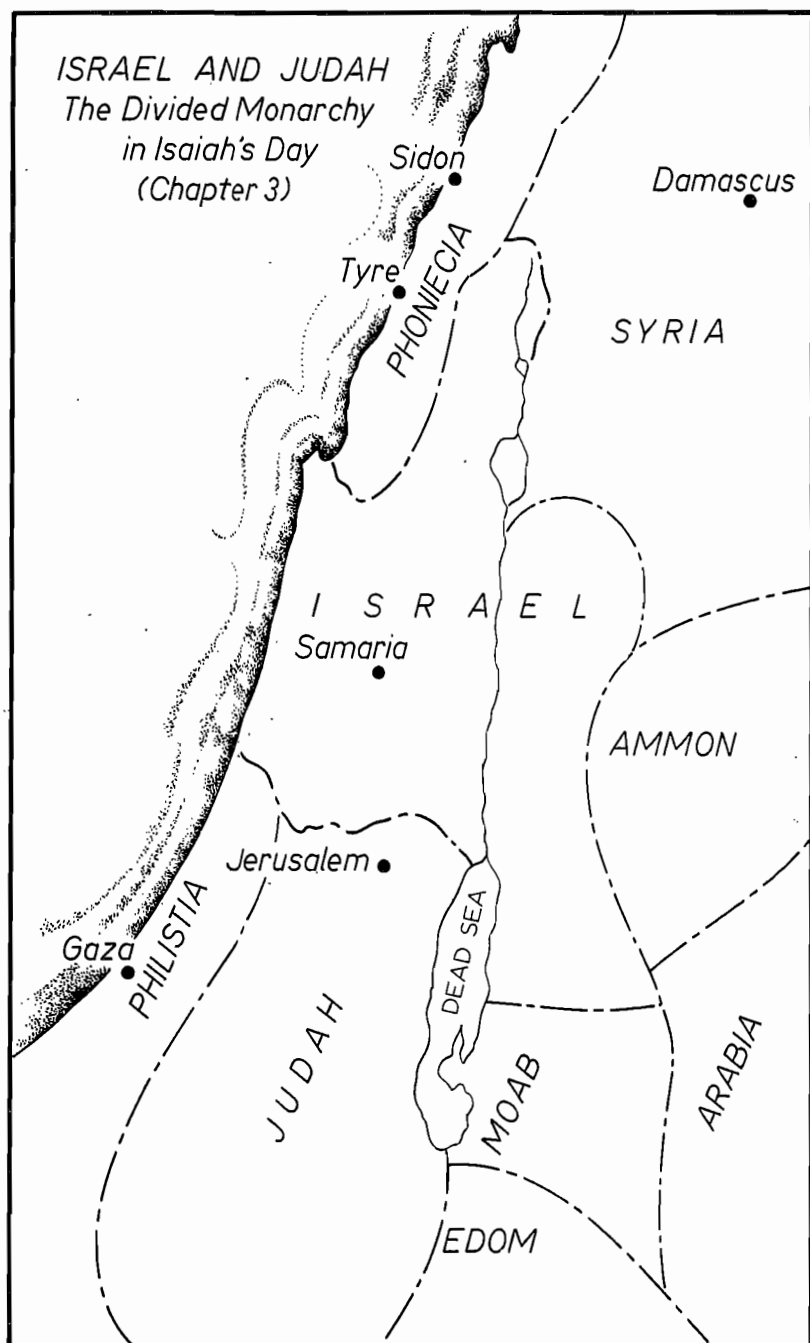 ISRAEL AND JUDAH
The Divided Monarchy
in Isaiah's Day
(Chapter 3)
Sidon
Damascus
Tyre
PHONIECIA
SYRIA
ISRAEL
Samaria
AMMON
Jerusalem
DEAD SEA
Gaza
PHILISTIA
JUDAH
MOAB
ARABIA
EDOM